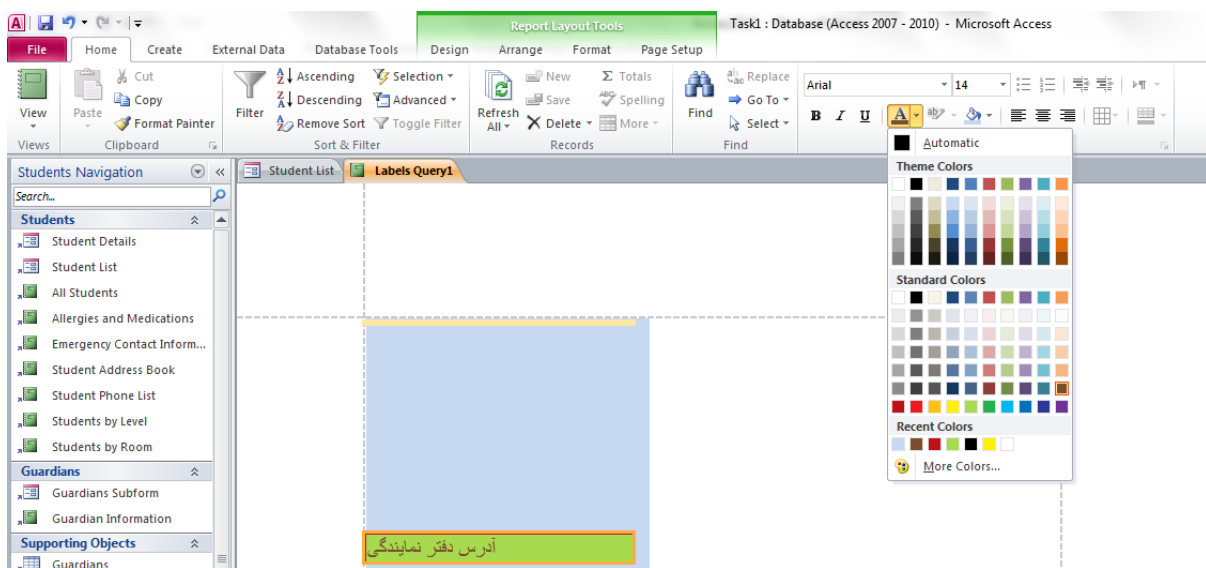 Report Layout Tools
Task1 : Database (Access 2007 - 2010) - Microsoft Access
File Home Create External Data Database Tools Design Arrange Format Page Setup
View
Views
Paste
Cut
Copy
Format Painter
Clipboard
Filter
Ascending
Descending
Remove Sort
Selection
Advanced
Toggle Filter
Sort & Filter
Refresh
All
New
Save
Delete
Totals
Spelling
More
Records
Find
Replace
Go To
Select
Find
Arial
14
B I U A
Automatic
Theme Colors
Standard Colors
Recent Colors
More Colors...
Students Navigation
Search...
Students
Student Details
Student List
All Students
Allergies and Medications
Emergency Contact Inform...
Student Address Book
Student Phone List
Students by Level
Students by Room
Guardians
Guardians Subform
Guardian Information
Supporting Objects
Guardians
Student List
Labels Query1
آدرس دفتر نمایندگی